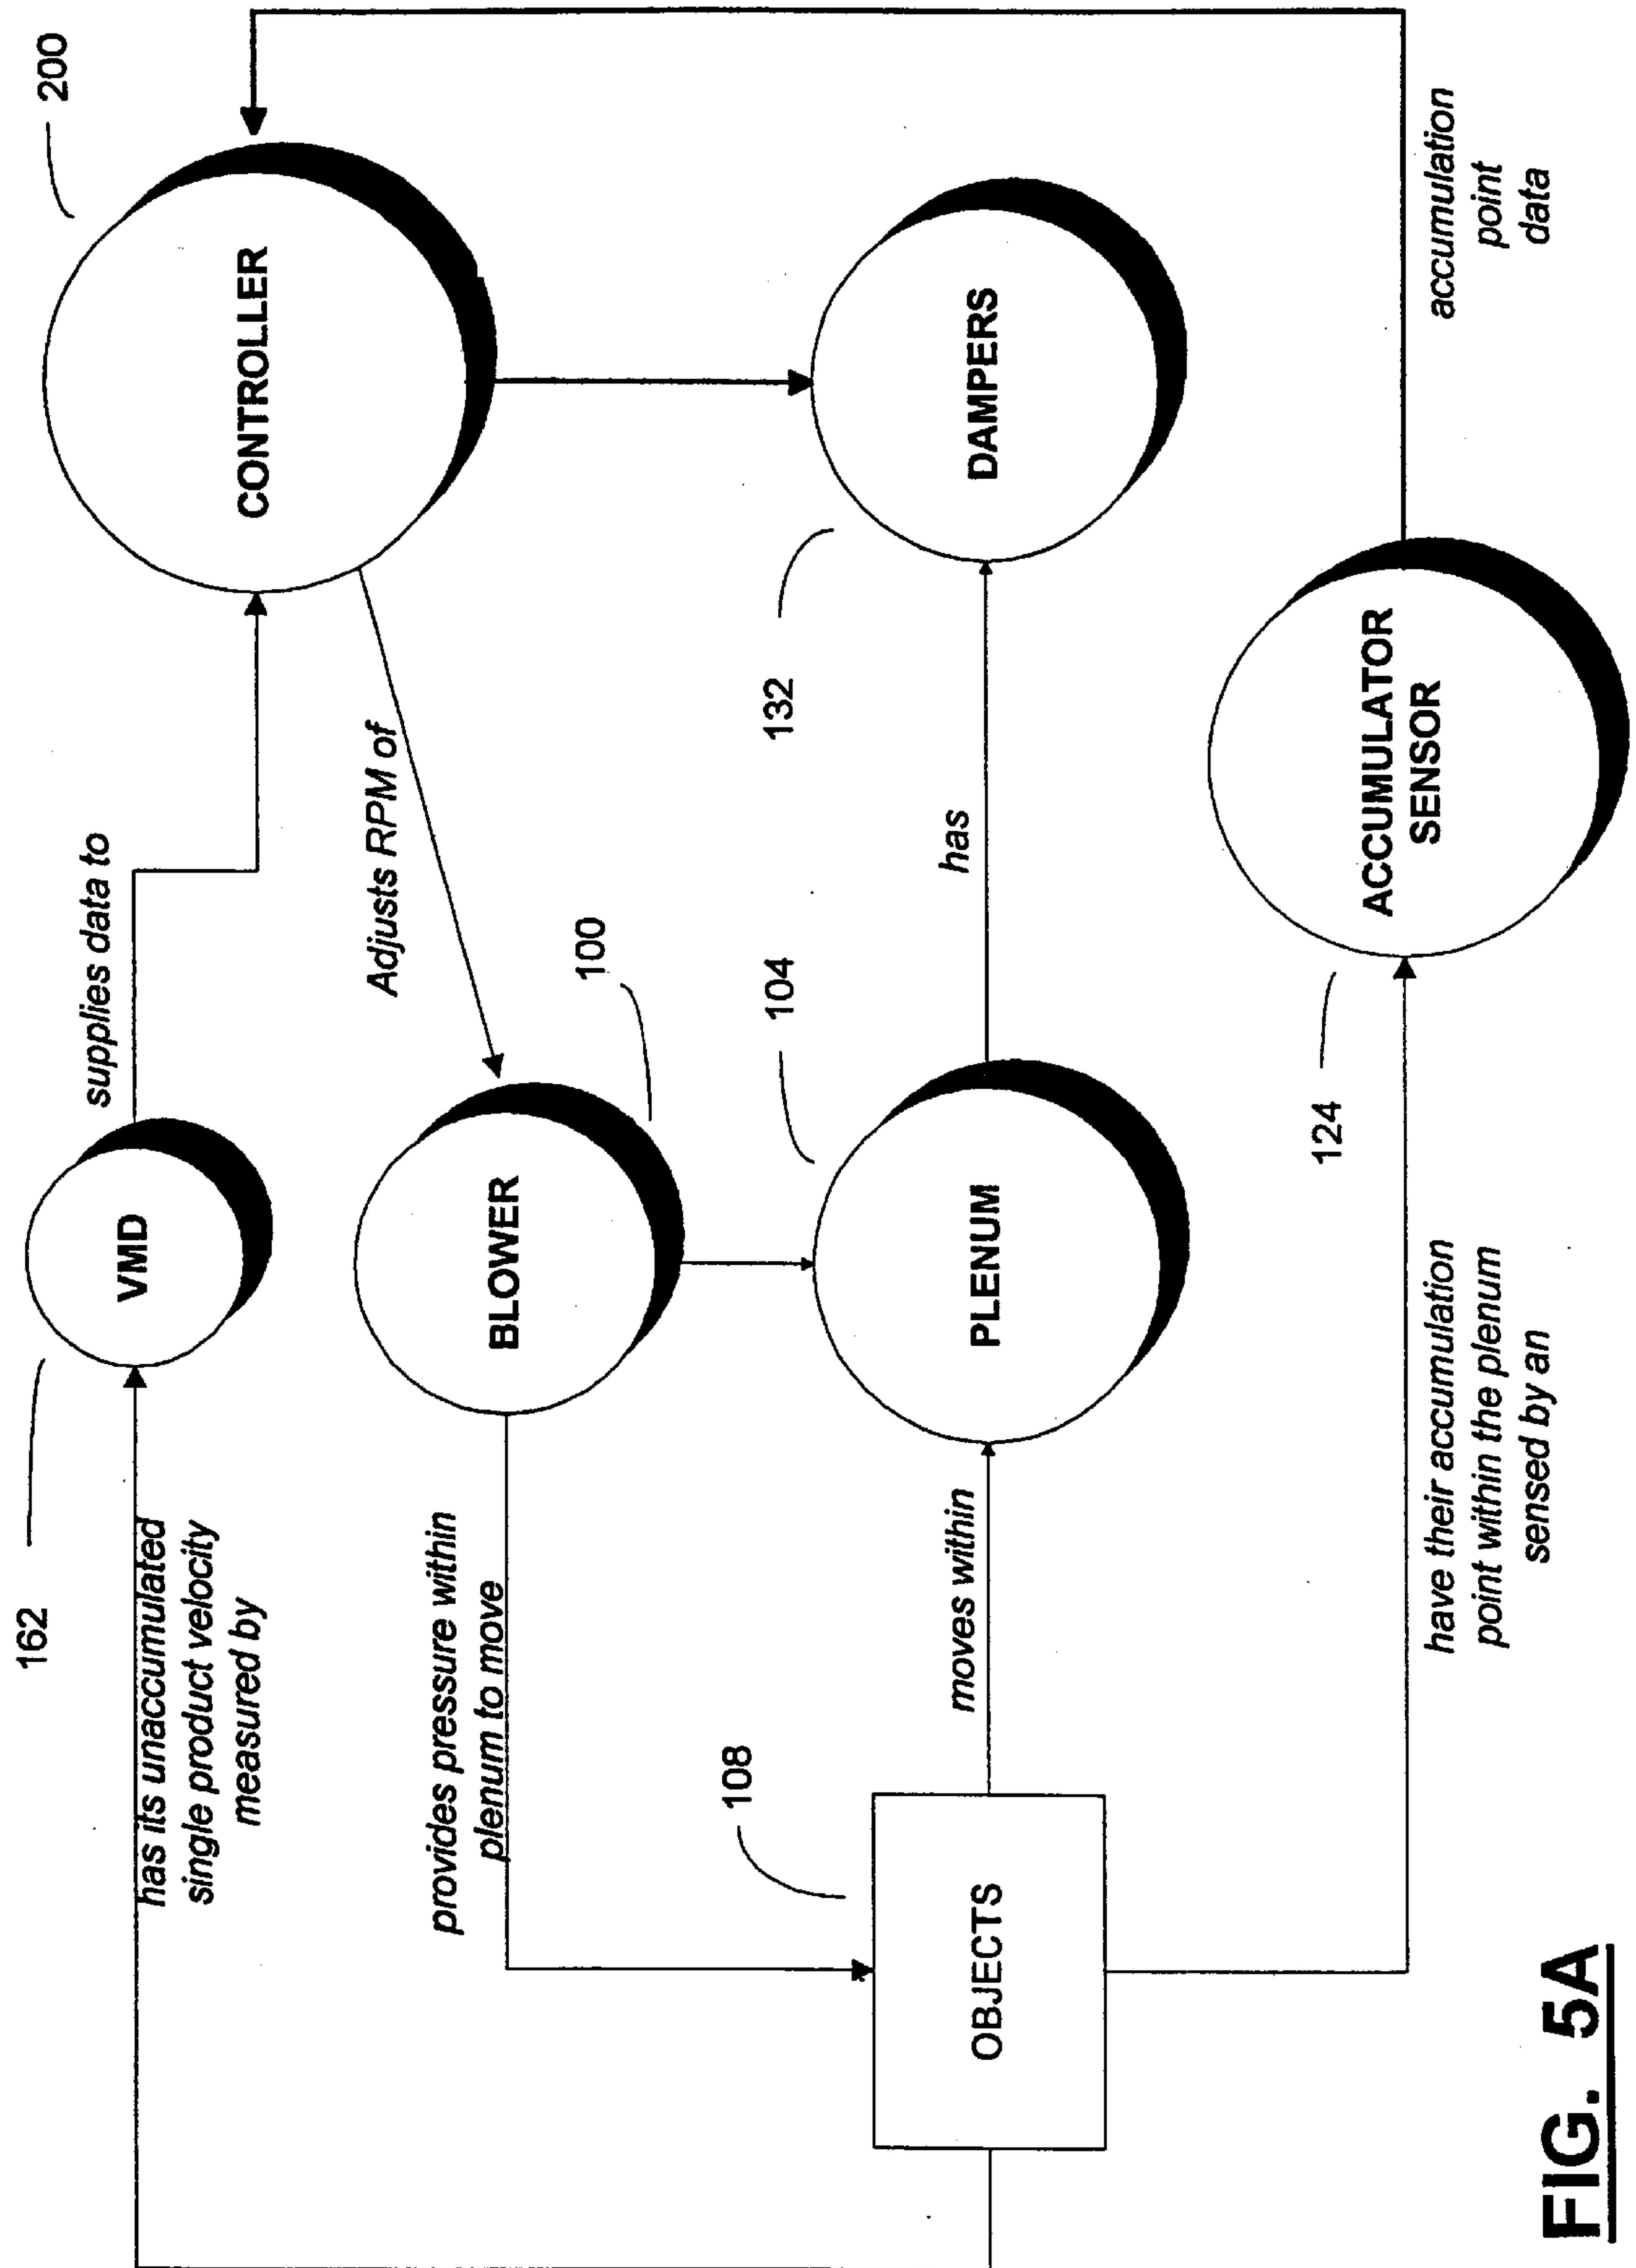 162
has its unaccumulated
single product velocity
measured by
VMD
supplies data to
200
CONTROLLER
provides pressure within
plenum to move
BLOWER
100
Adjusts RPM of
108
OBJECTS
moves within
104
PLENUM
has
132
DAMPERS
have their accumulation
point within the plenum
sensed by an
124
ACCUMULATOR
SENSOR
accumulation
point
data
FIG. 5A